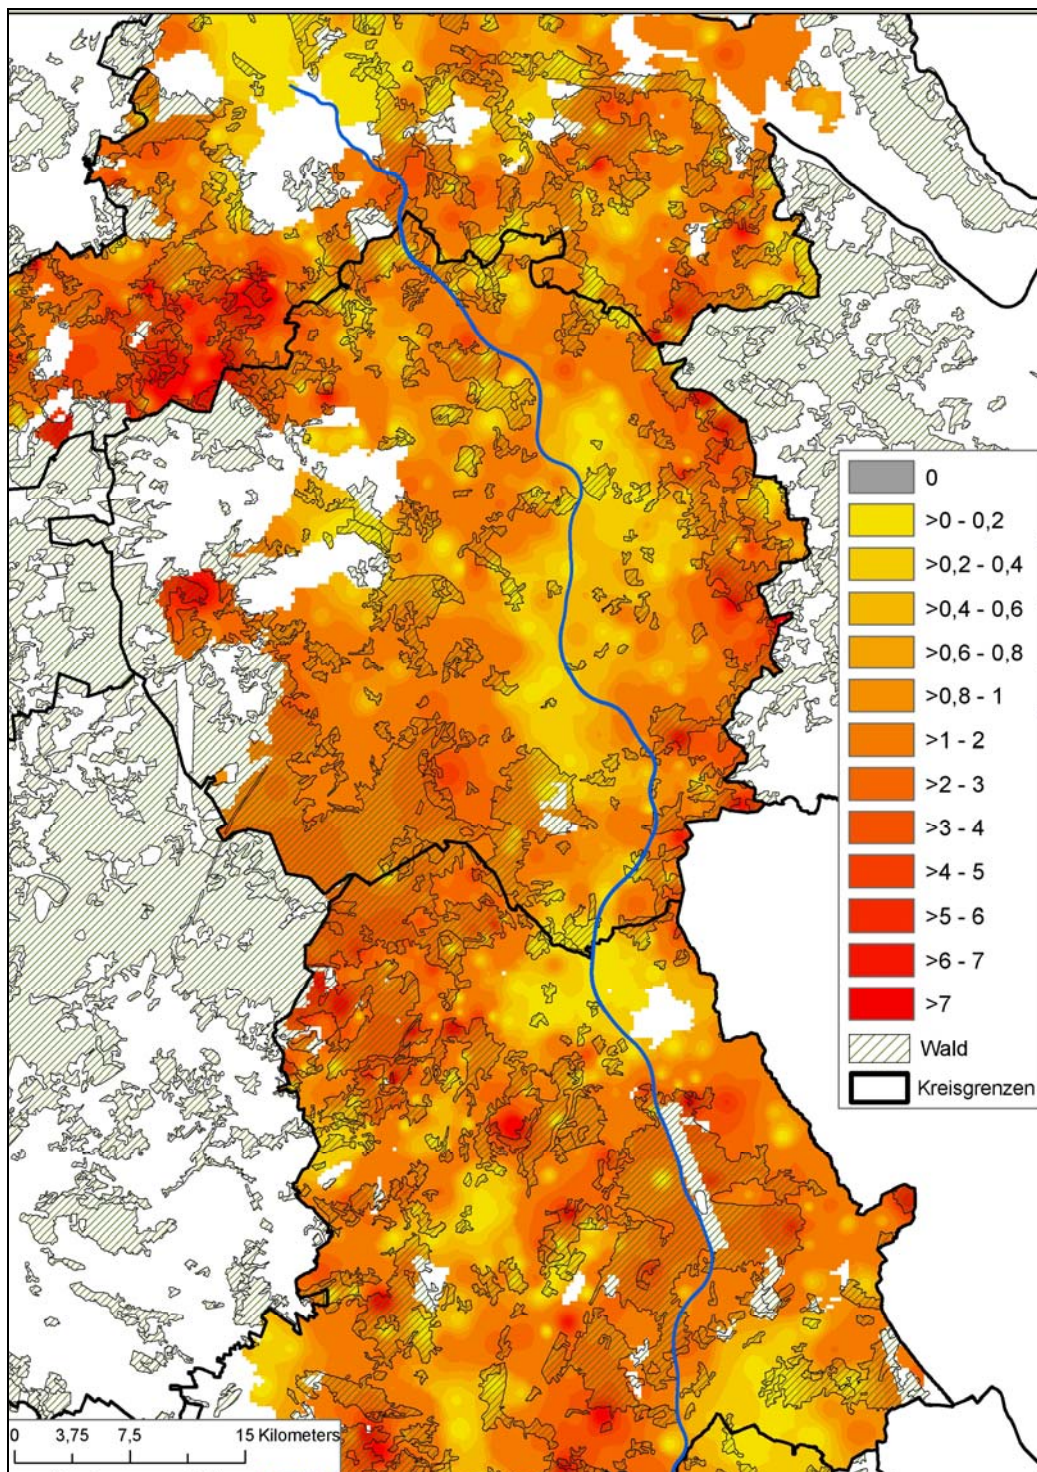 0
>0 - 0,2
>0,2 - 0,4
>0,4 - 0,6
>0,6 - 0,8
>0,8 - 1
>1 - 2
>2 - 3
>3 - 4
>4 - 5
>5 - 6
>6 - 7
>7
Wald
Kreisgrenzen
0 3,75 7,5 15 Kilometers